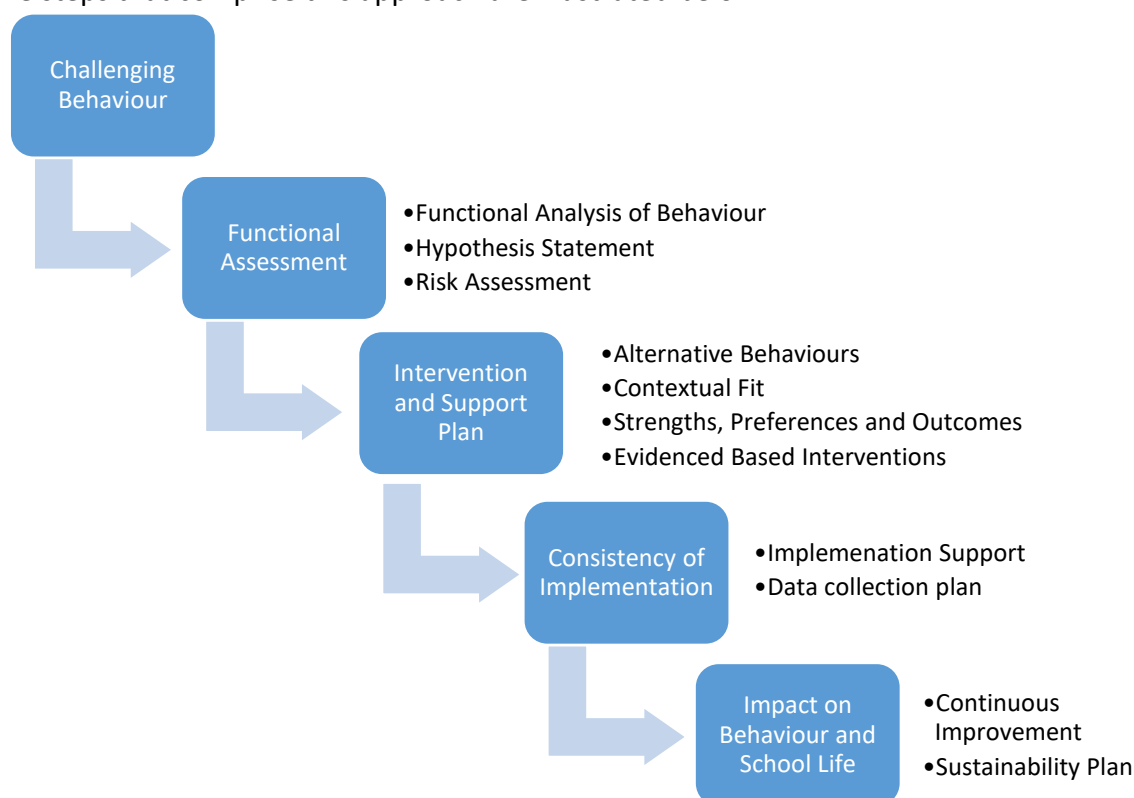 Challenging
Behaviour
Functional
Assessment
•Functional Analysis of Behaviour
•Hypothesis Statement
•Risk Assessment
Intervention
and Support
Plan
•Alternative Behaviours
•Contextual Fit
•Strengths, Preferences and Outcomes
•Evidenced Based Interventions
Consistency of
Implementation
•Implemenation Support
•Data collection plan
Impact on
Behaviour and
School Life
•Continuous
Improvement
•Sustainability Plan